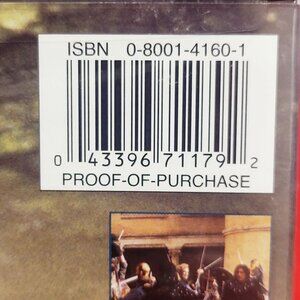 ISBN 0-8001-4160-1
0 43396 71179 2
PROOF-OF-PURCHASE